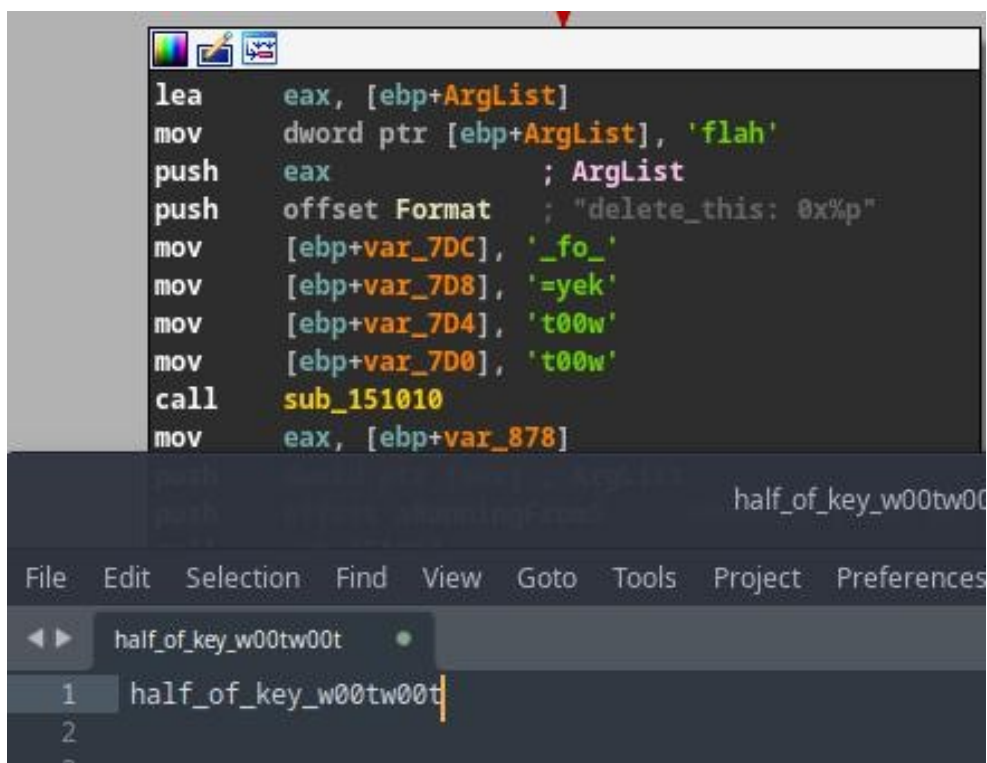 lea eax, [ebp+ArgList]
mov dword ptr [ebp+ArgList], 'flah'
push eax ; ArgList
push offset Format ; "delete_this: 0x%p"
mov [ebp+var_7DC], '_fo_'
mov [ebp+var_7D8], '=yek'
mov [ebp+var_7D4], 't00w'
mov [ebp+var_7D0], 't00w'
call sub_151010
mov eax, [ebp+var_878]
half_of_key_w00tw00
File Edit Selection Find View Goto Tools Project Preferences
half_of_key_w00tw00t
1 half_of_key_w00tw00t
2